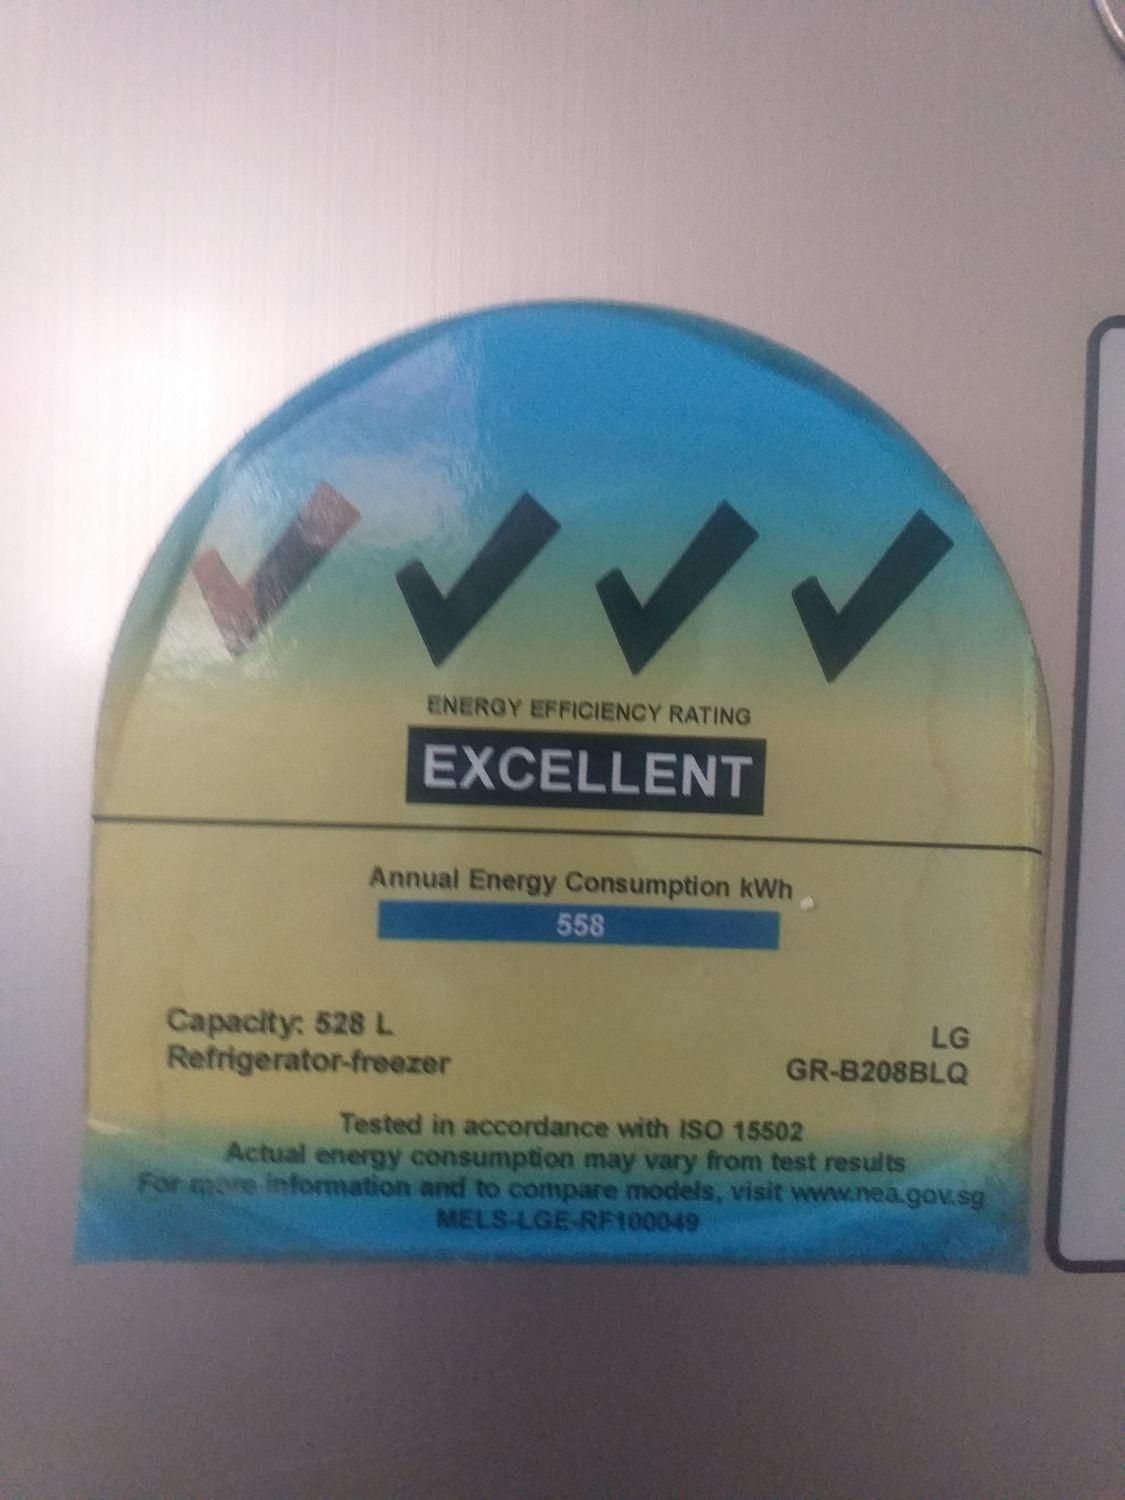 ENERGY EFFICIENCY RATING
EXCELLENT
Annual Energy Consumption kWh
558
Capacity: 528 L
Refrigerator-freezer
LG
GR-B208BLQ
Tested in accordance with ISO 15502
Actual energy consumption may vary from test results
For more information and to compare models, visit www.nea.gov.sg
MELS-LGE-RF100049